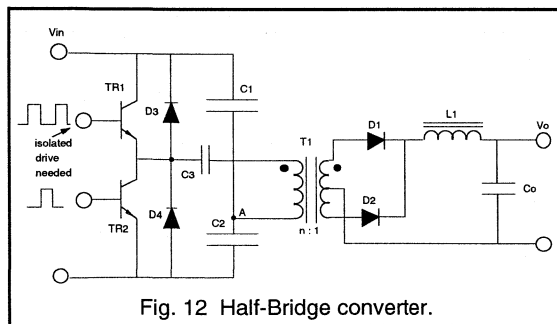 Vin
TR1
D3
C1
isolated
drive
needed
C3
T1
D1
L1
Vo
D4
C2
A
D2
Co
TR2
n : 1
Fig. 12 Half-Bridge converter.